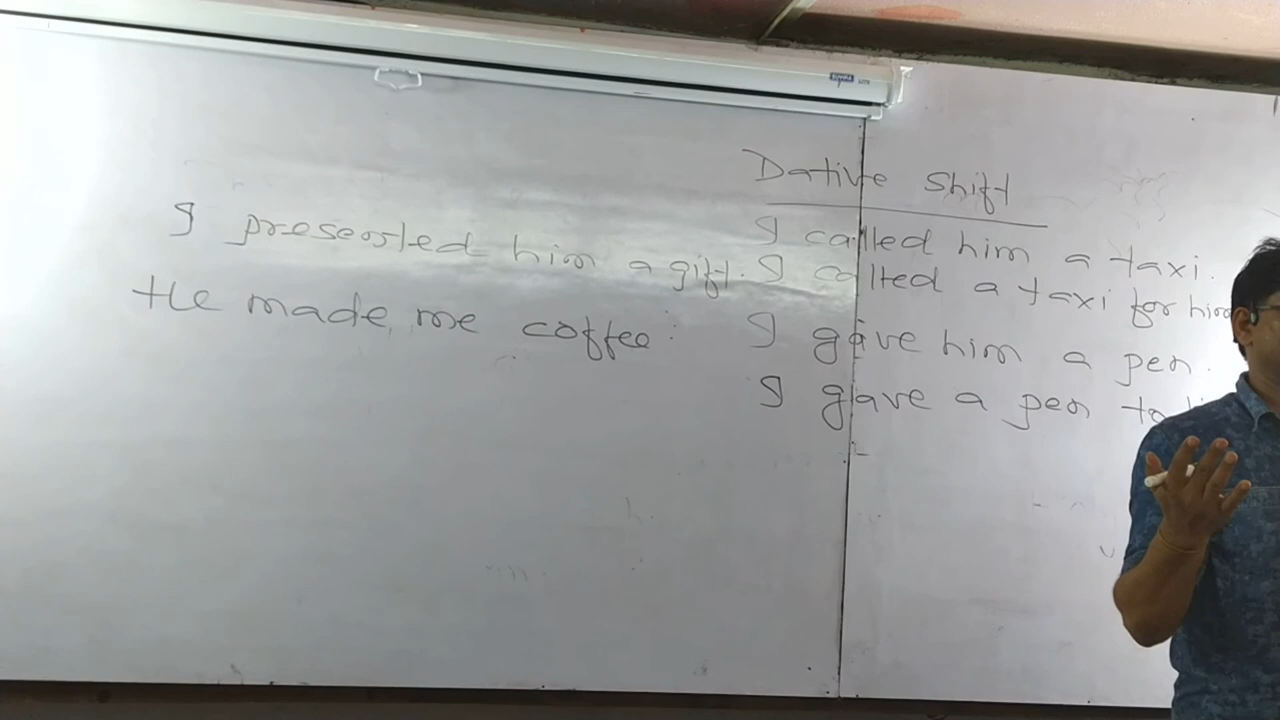 Dative Shift
I presented him a gift.
He made me coffee.
I called him a taxi.
I called a taxi for him
I gave him a pen.
I gave a pen to